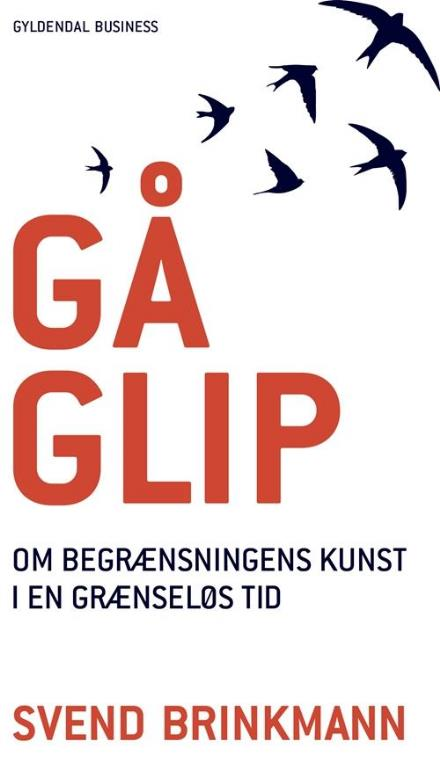 GYLDENDAL BUSINESS
GÅ
GLIP
OM BEGRÆNSNINGENS KUNST
I EN GRÆNSELØS TID
SVEND BRINKMANN